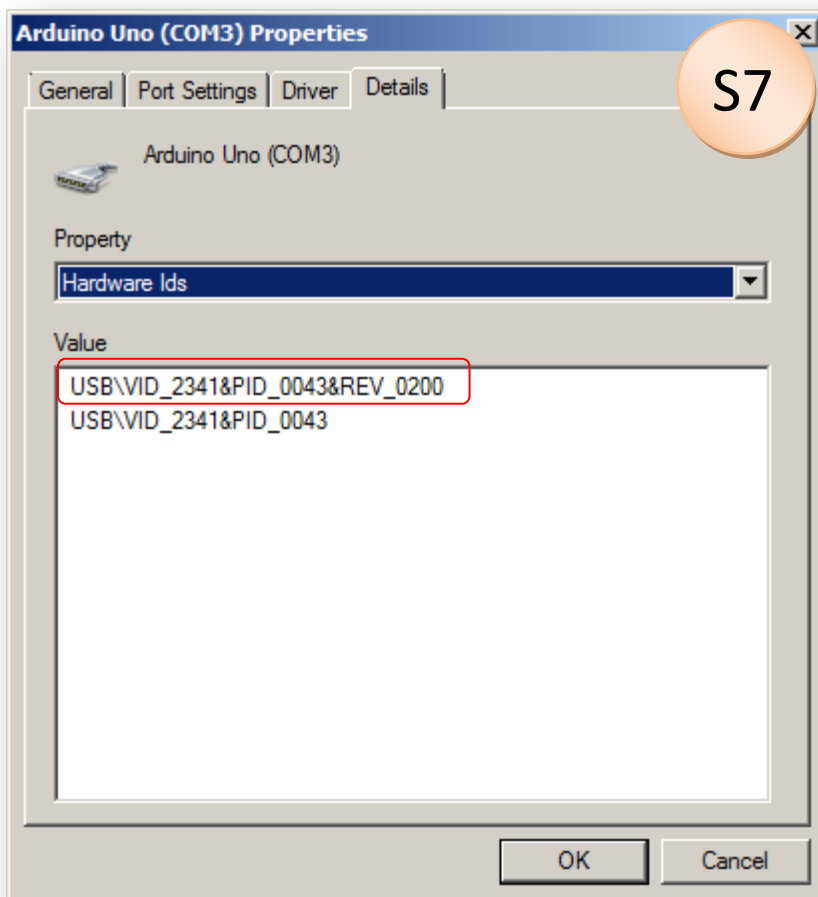 Arduino Uno (COM3) Properties
S7
General Port Settings Driver Details
Arduino Uno (COM3)
Property
Hardware Ids
Value
USB\VID_2341&PID_0043&REV_0200
USB\VID_2341&PID_0043
OK Cancel